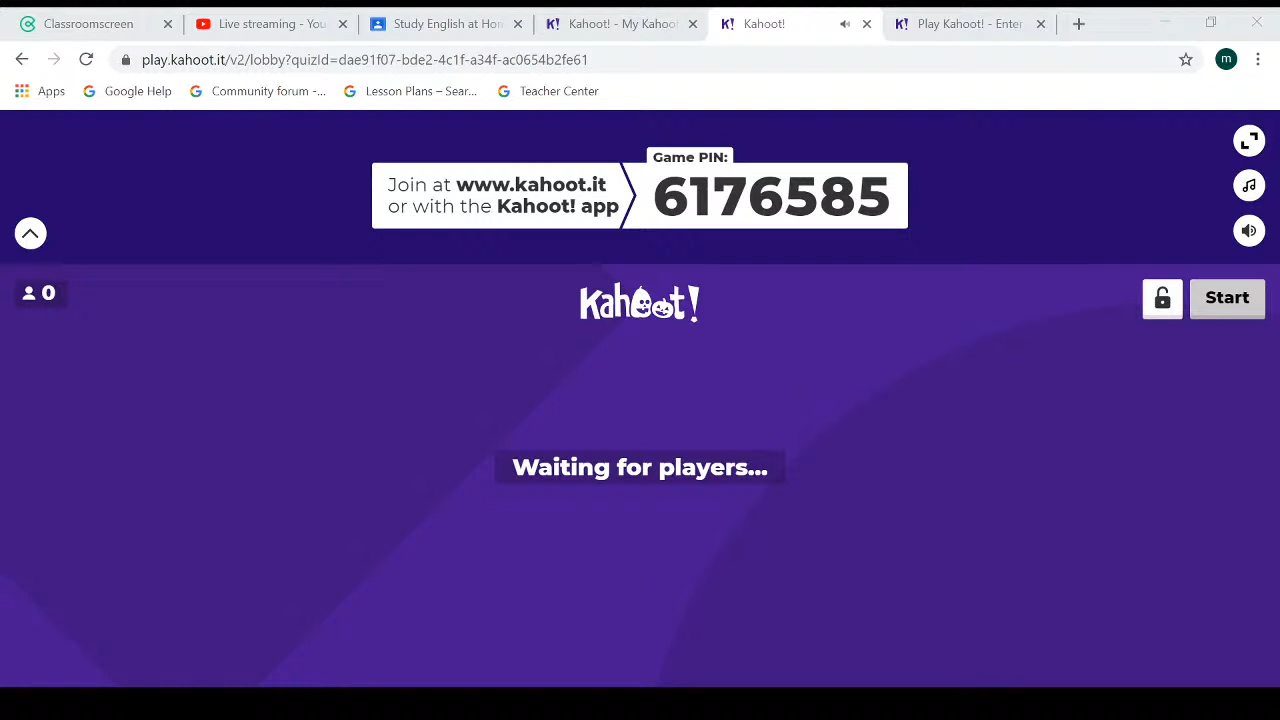 Classroomscreen
Live streaming - You
Study English at Hon
Kahoot! - My Kahoo
Kahoot!
Play Kahoot! - Enter
play.kahoot.it/v2/lobby?quizId=dae91f07-bde2-4c1f-a34f-ac0654b2fe61
m
Apps
Google Help
Community forum -...
Lesson Plans – Sear...
Teacher Center
Game PIN:
Join at www.kahoot.it
or with the Kahoot! app
6176585
0
Kahoot!
Start
Waiting for players...